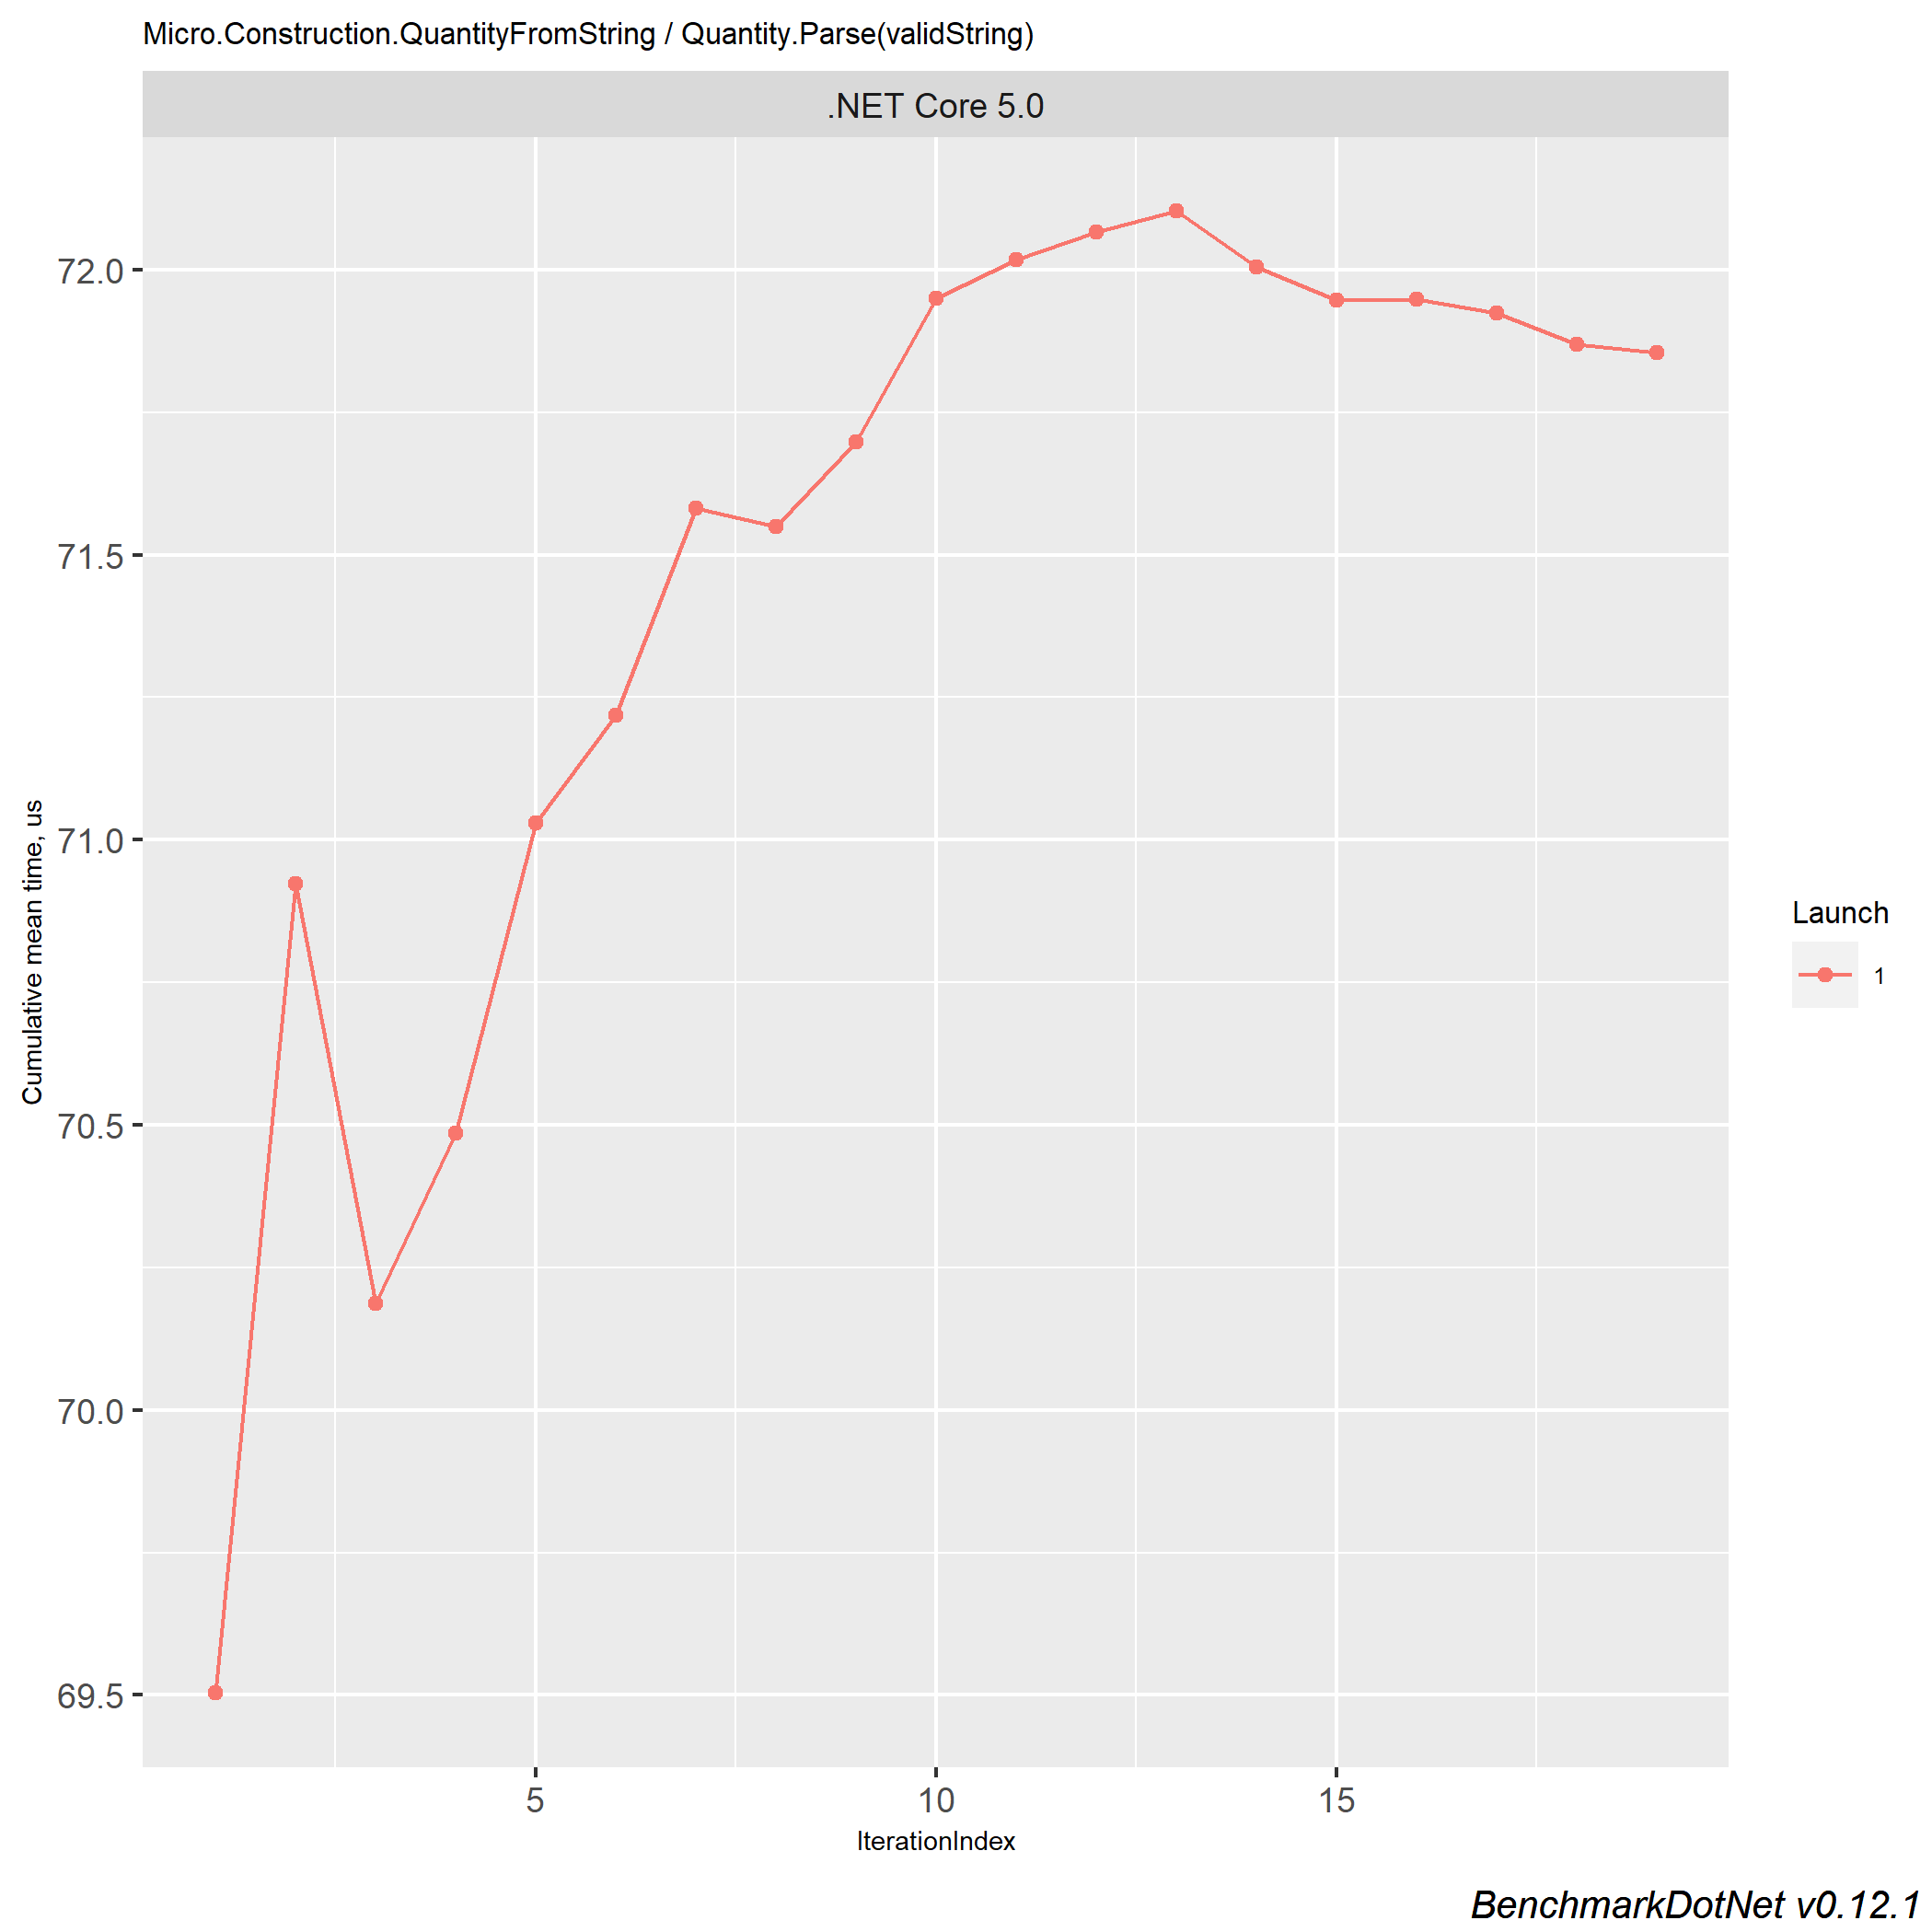 Micro.Construction.QuantityFromString / Quantity.Parse(validString)
.NET Core 5.0
Cumulative mean time, us
72.0
71.5
71.0
70.5
70.0
69.5
5
10
15
IterationIndex
Launch
1
BenchmarkDotNet v0.12.1